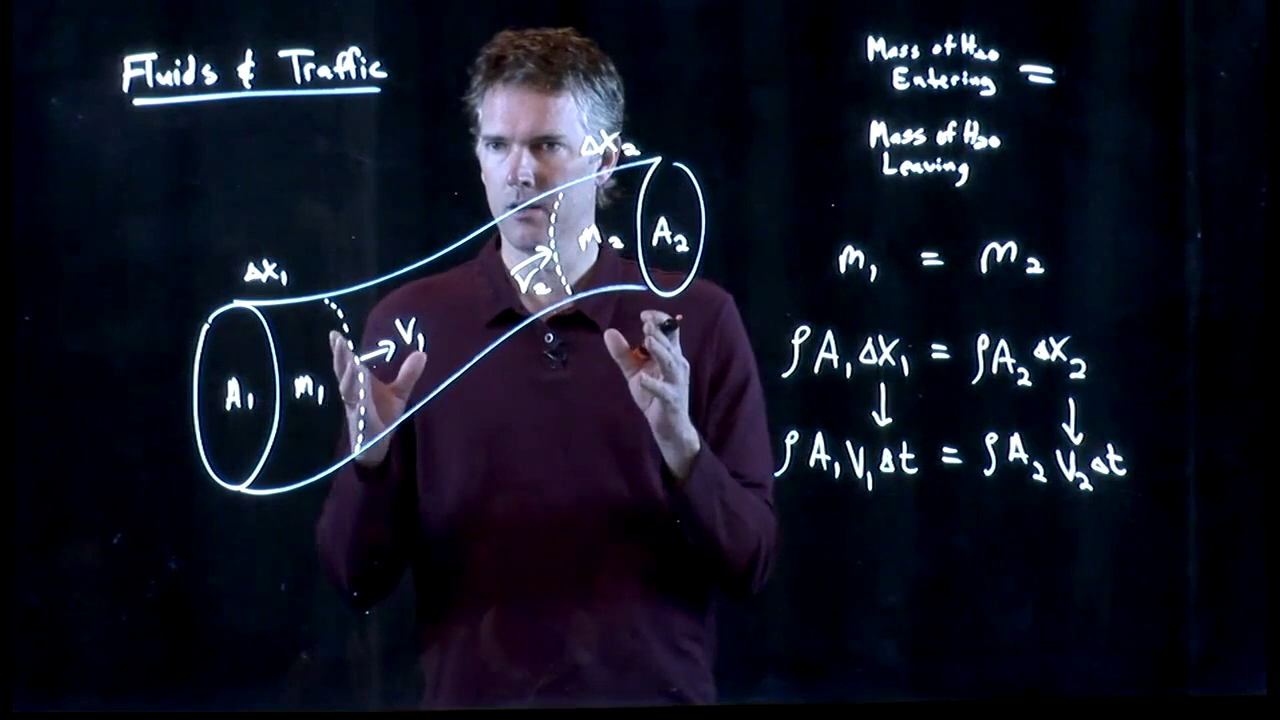 Fluids & Traffic
Mass of H₂O
Entering =
Mass of H₂O
Leaving
ΔX₂
m₂
A₂
V₂
ΔX₁
V₁
A₁
m₁
m₁ = m₂
ρA₁ΔX₁ = ρA₂ΔX₂
ρA₁V₁Δt = ρA₂V₂Δt